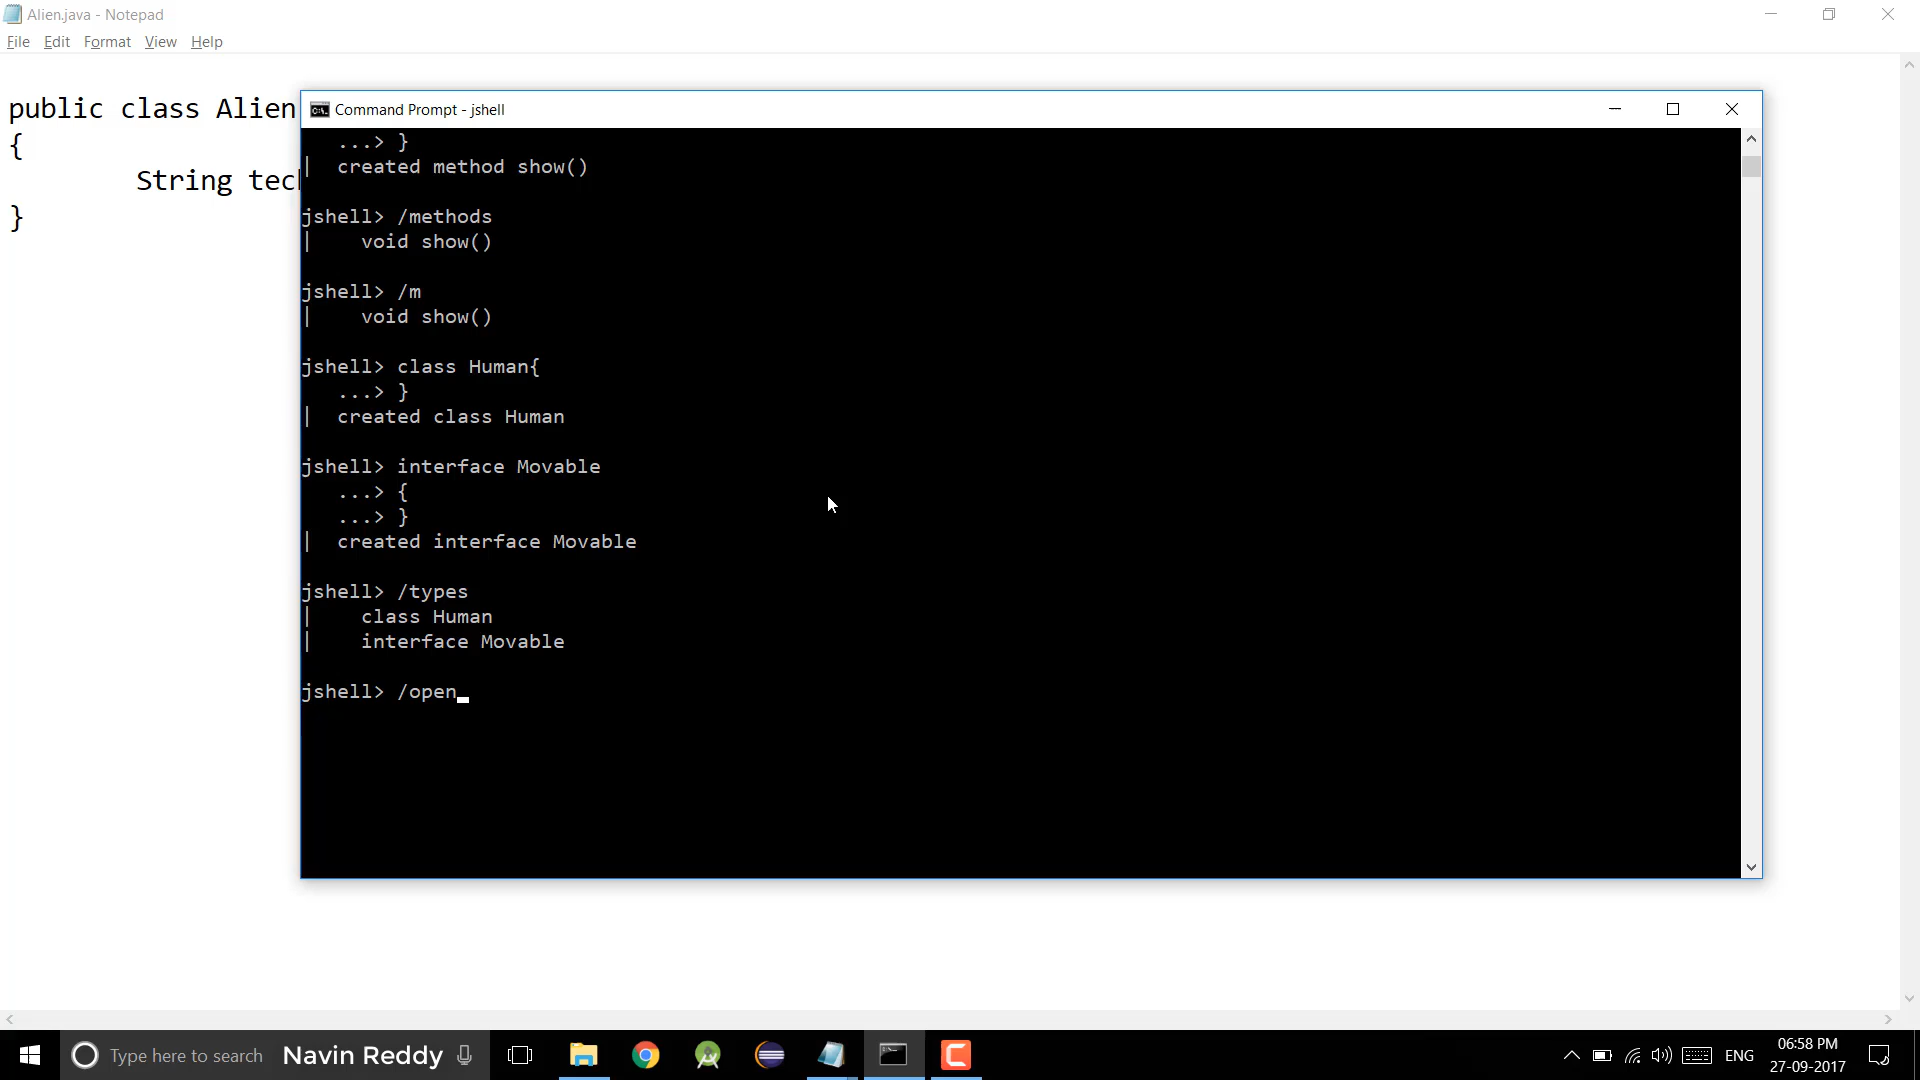 Alien.java - Notepad
File Edit Format View Help
public class Alien
{
String tec
}
Command Prompt - jshell
...> }
| created method show()
jshell> /methods
| void show()
jshell> /m
| void show()
jshell> class Human{
...> }
| created class Human
jshell> interface Movable
...> {
...> }
| created interface Movable
jshell> /types
| class Human
| interface Movable
jshell> /open_
Type here to search
Navin Reddy
ENG
06:58 PM
27-09-2017